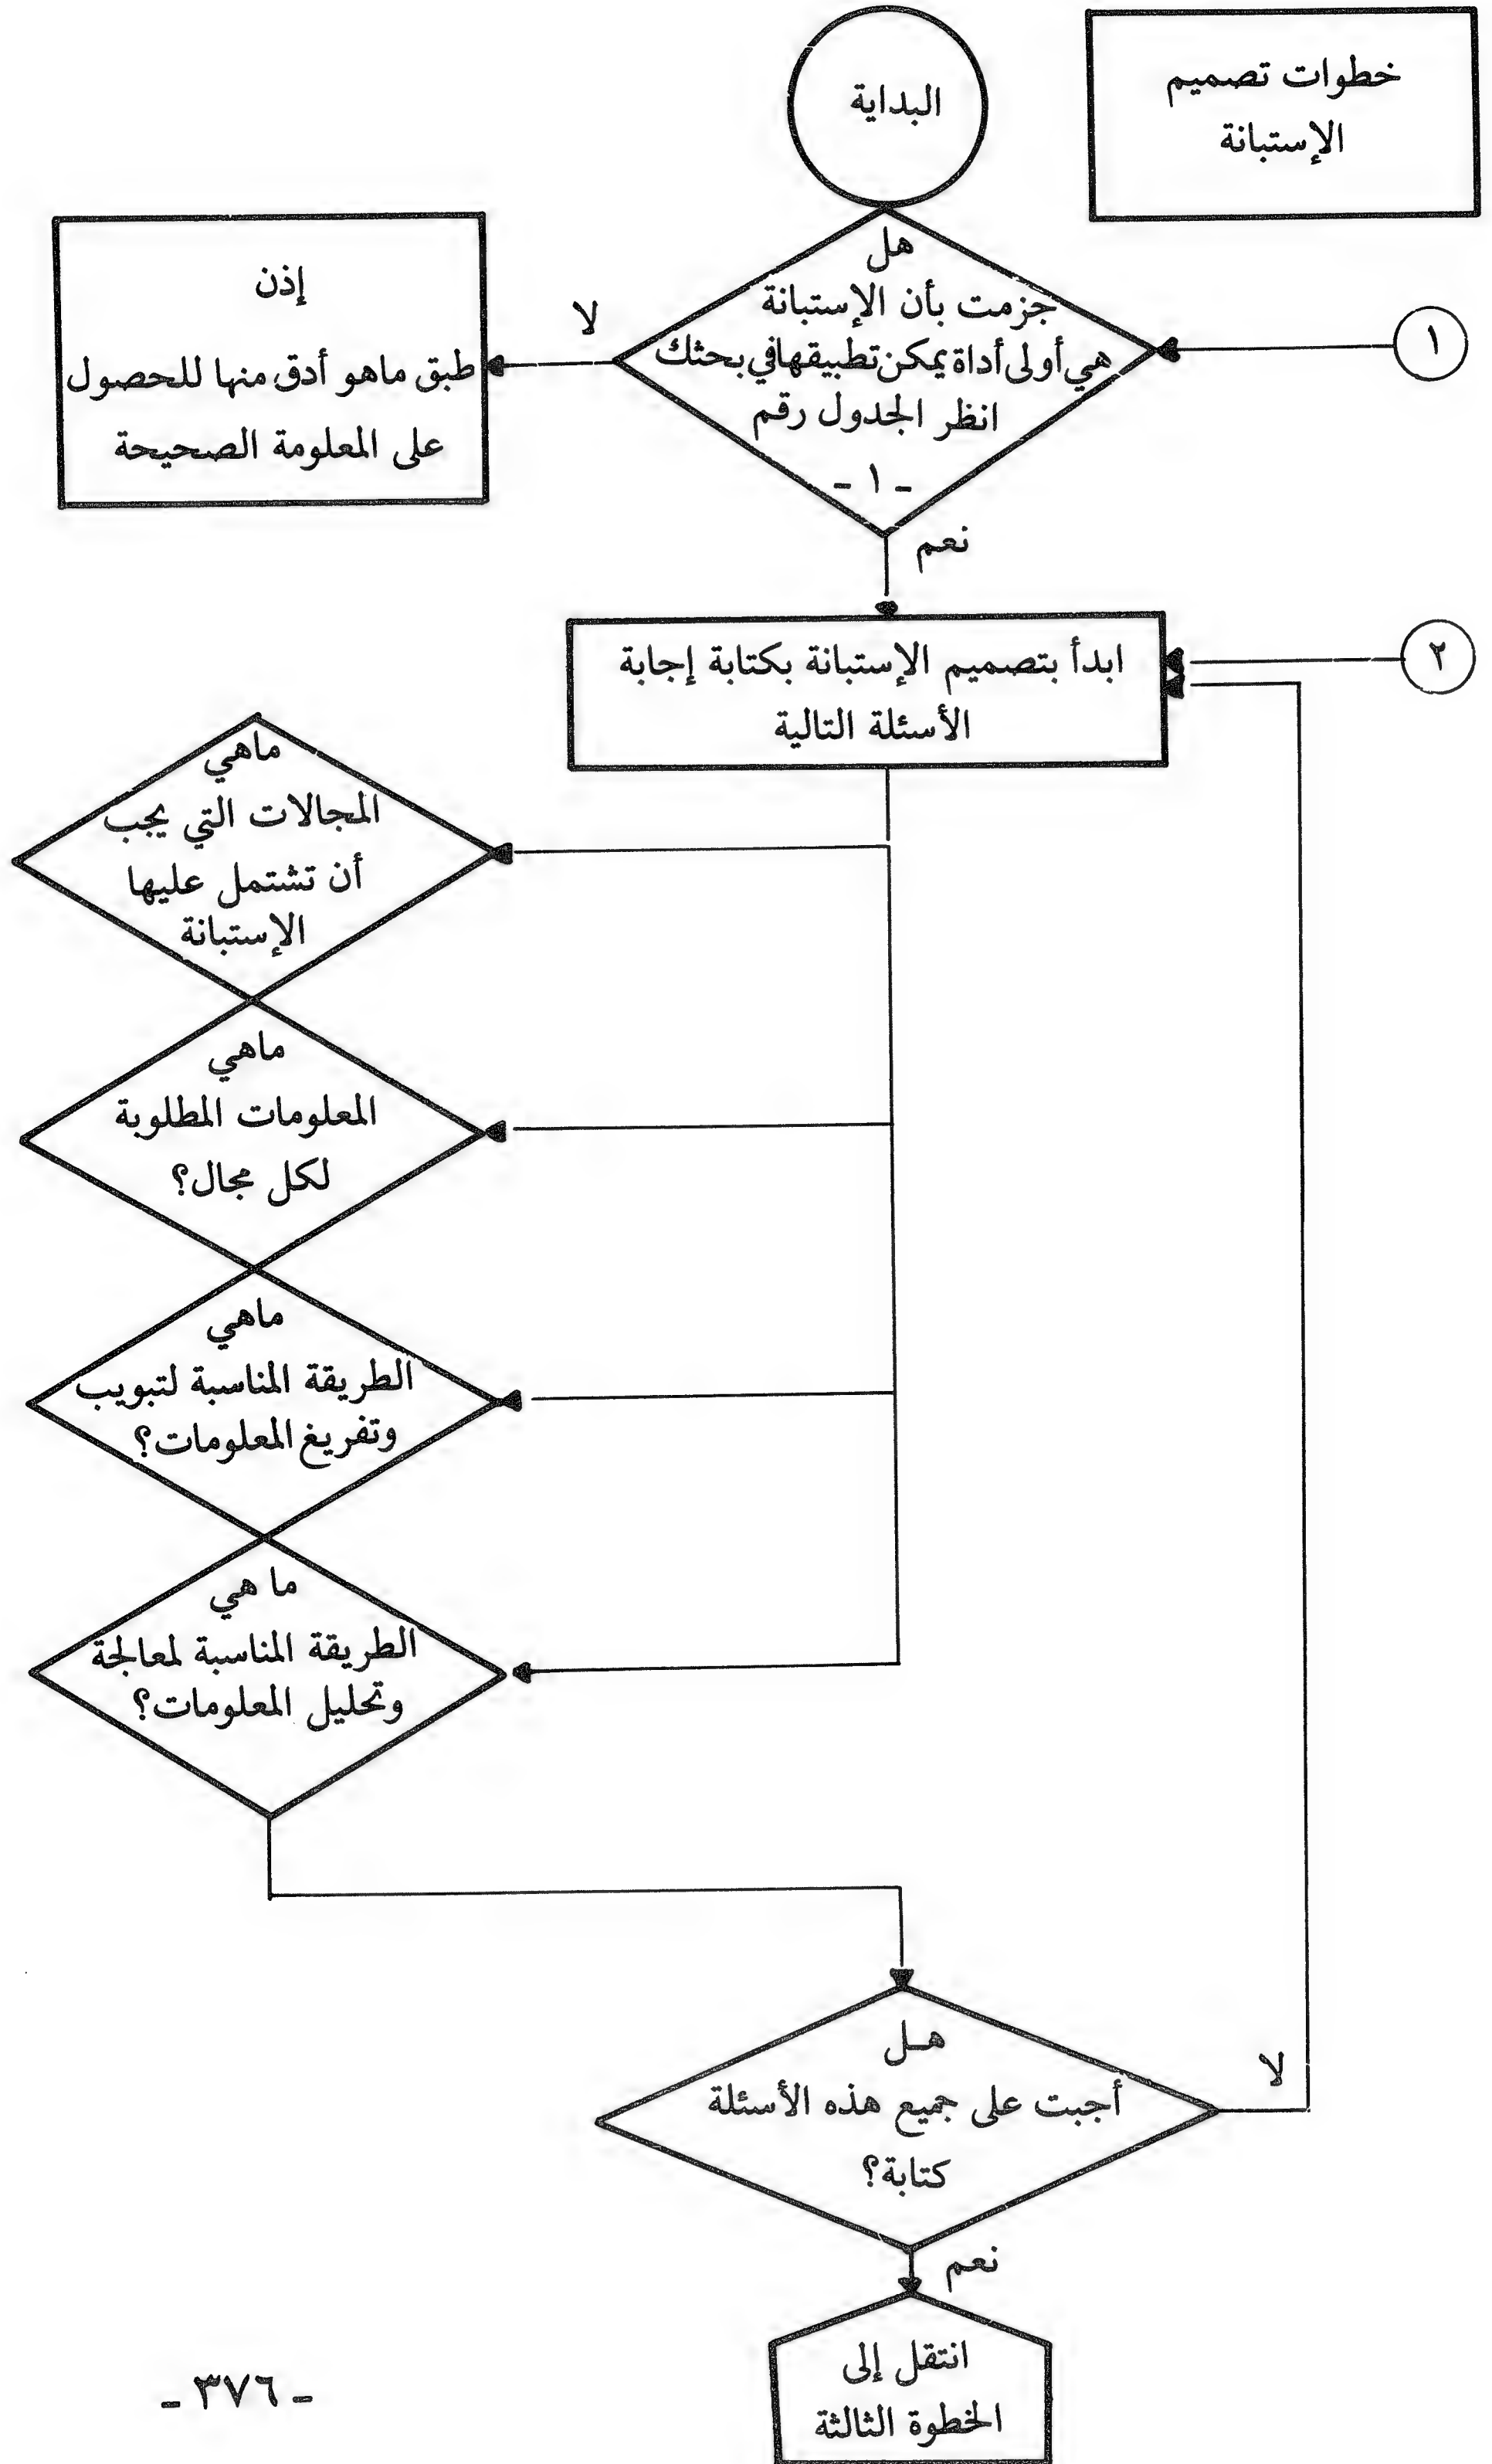 خطوات تصميم
الإستبانة
البداية
هل
جزمت بأن الإستبانة
هي أولى أداة يمكن تطبيقها في بحثك
انظر الجدول رقم
- ١ -
١
لا
إذن
طبق ماهو أدق منها للحصول
على المعلومة الصحيحة
نعم
٢
ابدأ بتصميم الإستبانة بكتابة إجابة
الأسئلة التالية
ماهي
المجالات التي يجب
أن تشتمل عليها
الإستبانة
ماهي
المعلومات المطلوبة
لكل مجال؟
ماهي
الطريقة المناسبة لتبويب
وتفريغ المعلومات؟
ما هي
الطريقة المناسبة لمعالجة
وتحليل المعلومات؟
هـل
أجبت على جميع هذه الأسئلة
كتابة؟
لا
نعم
انتقل إلى
الخطوة الثالثة
- ٣٧٦ -